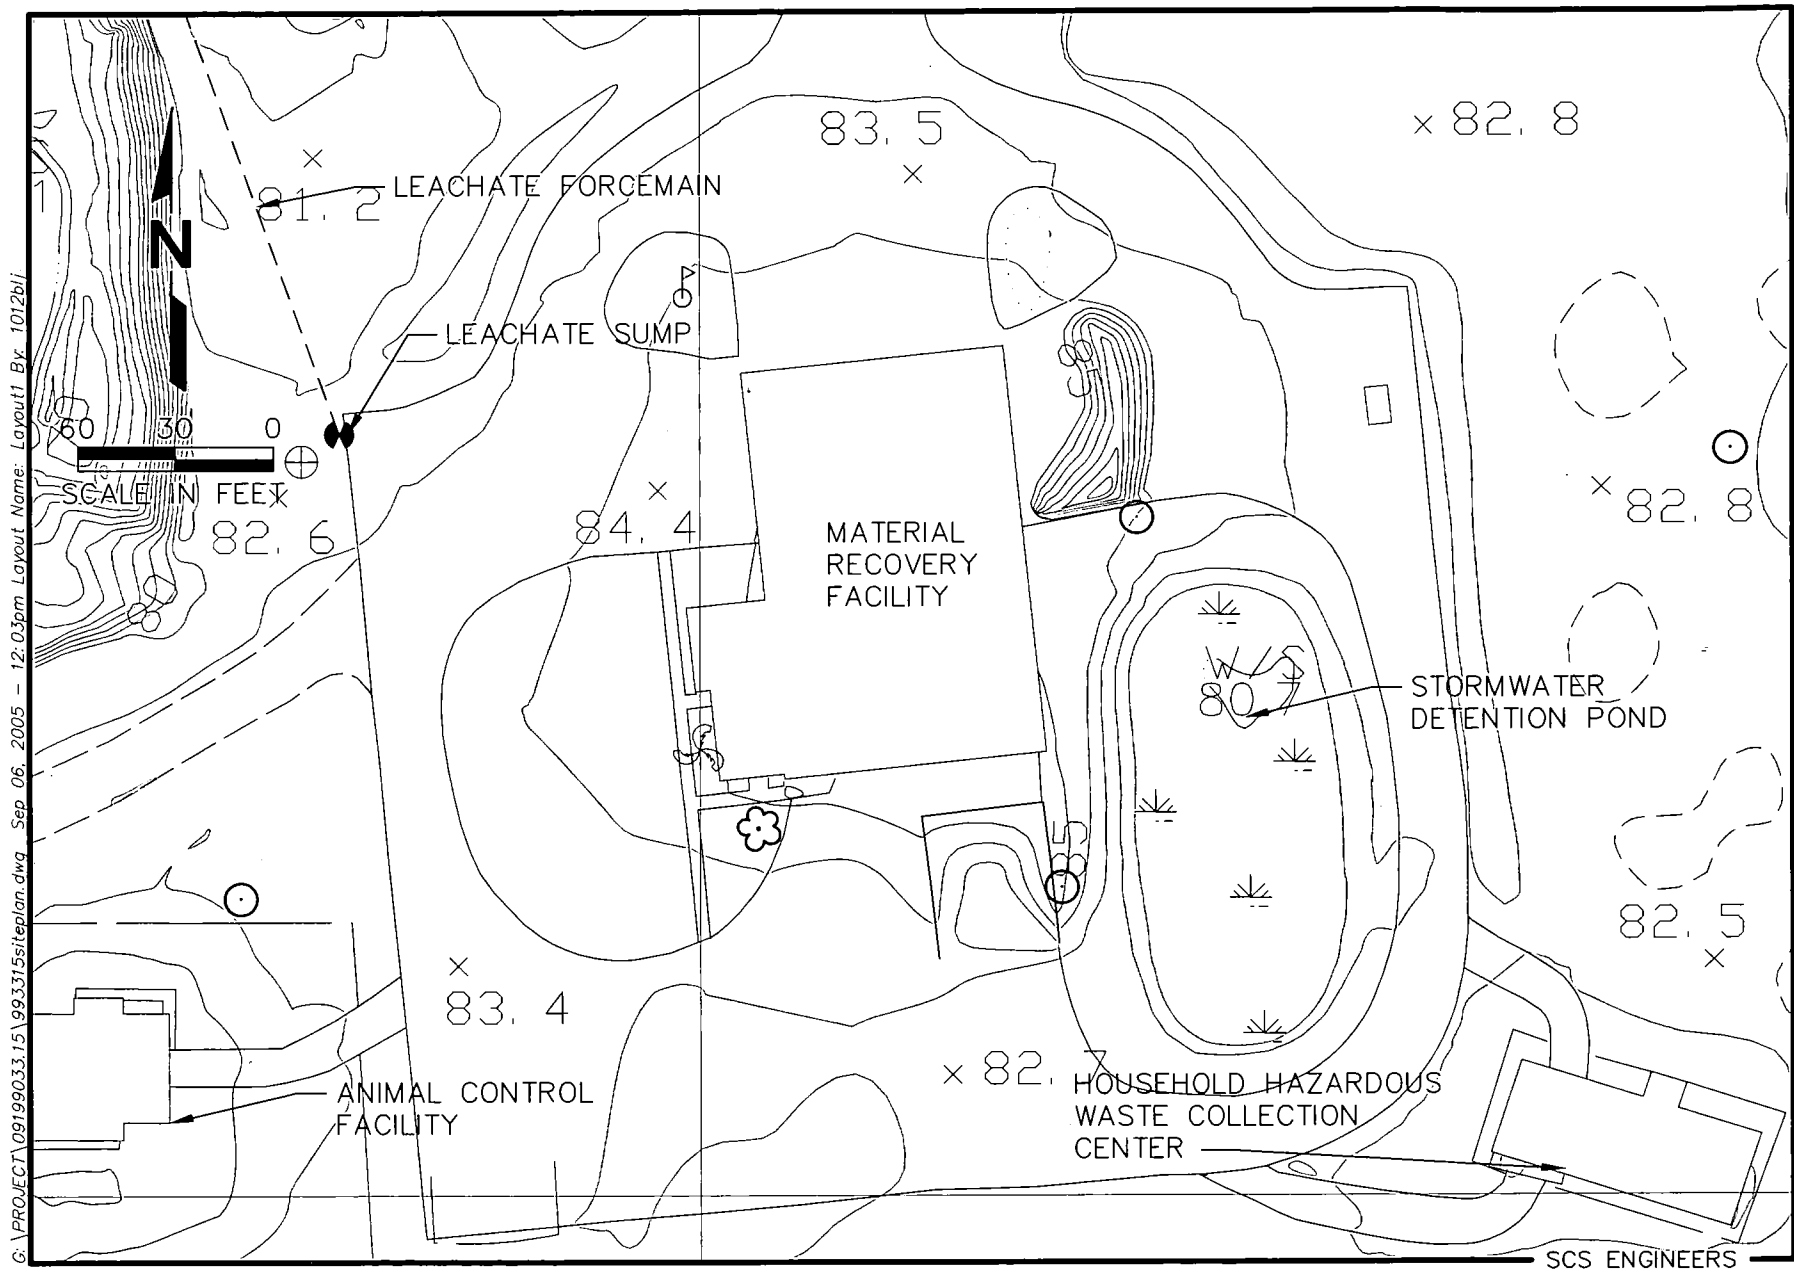 83. 5
82. 8
LEACHATE FORCEMAIN
81. 2
N
LEACHATE SUMP
60 30 0
SCALE IN FEET
82. 6
84. 4
82. 8
MATERIAL
RECOVERY
FACILITY
W
80. 7
STORMWATER
DETENTION POND
82. 5
83. 4
82. 7
HOUSEHOLD HAZARDOUS
WASTE COLLECTION
CENTER
ANIMAL CONTROL
FACILITY
SCS ENGINEERS
G: \PROJECT\09199033.15\993315siteplan.dwg Sep 06, 2005 - 12:03pm Layout Name: Layout1 By: 1012bli